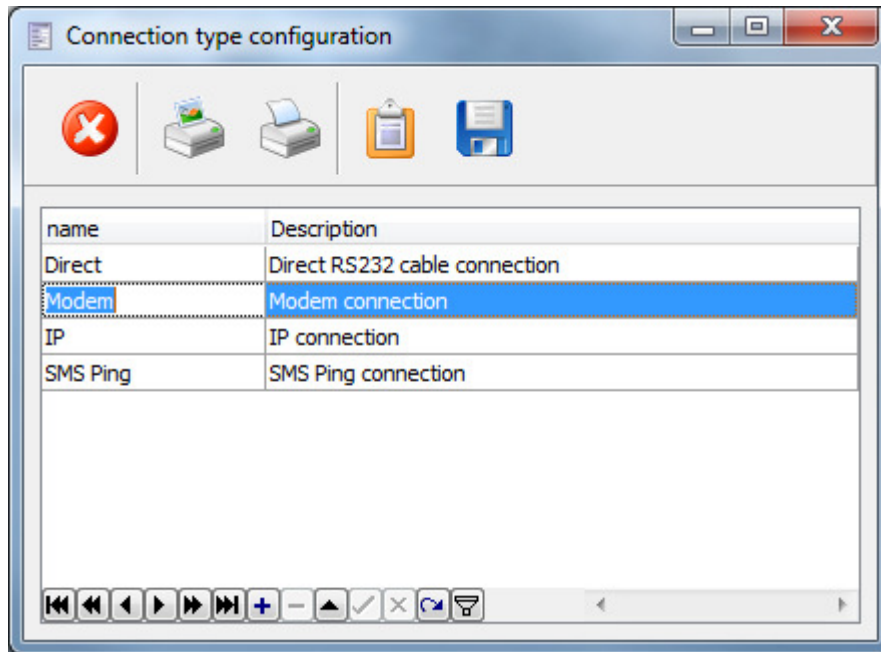 Connection type configuration
name Description
Direct Direct RS232 cable connection
Modem Modem connection
IP IP connection
SMS Ping SMS Ping connection